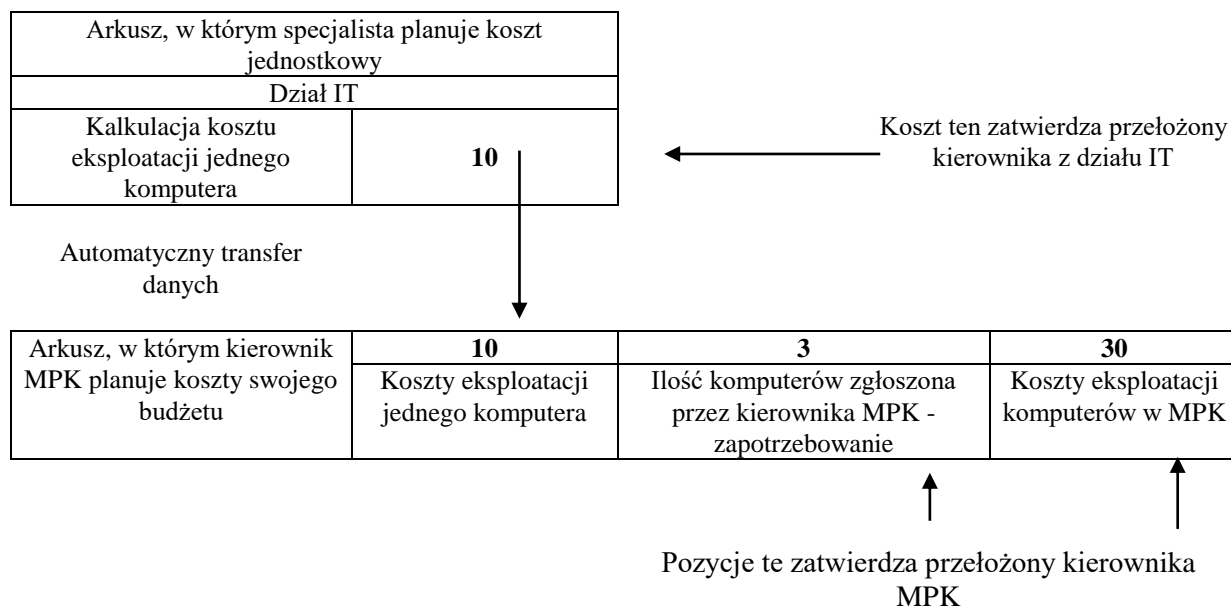 Arkusz, w którym specjalista planuje koszt
jednostkowy
Dział IT
Kalkulacja kosztu
eksploatacji jednego
komputera
10
Koszt ten zatwierdza przełożony
kierownika z działu IT
Automatyczny transfer
danych
Arkusz, w którym kierownik
MPK planuje koszty swojego
budżetu
10
Koszty eksploatacji
jednego komputera
3
Ilość komputerów zgłoszona
przez kierownika MPK -
zapotrzebowanie
30
Koszty eksploatacji
komputerów w MPK
Pozycje te zatwierdza przełożony kierownika
MPK